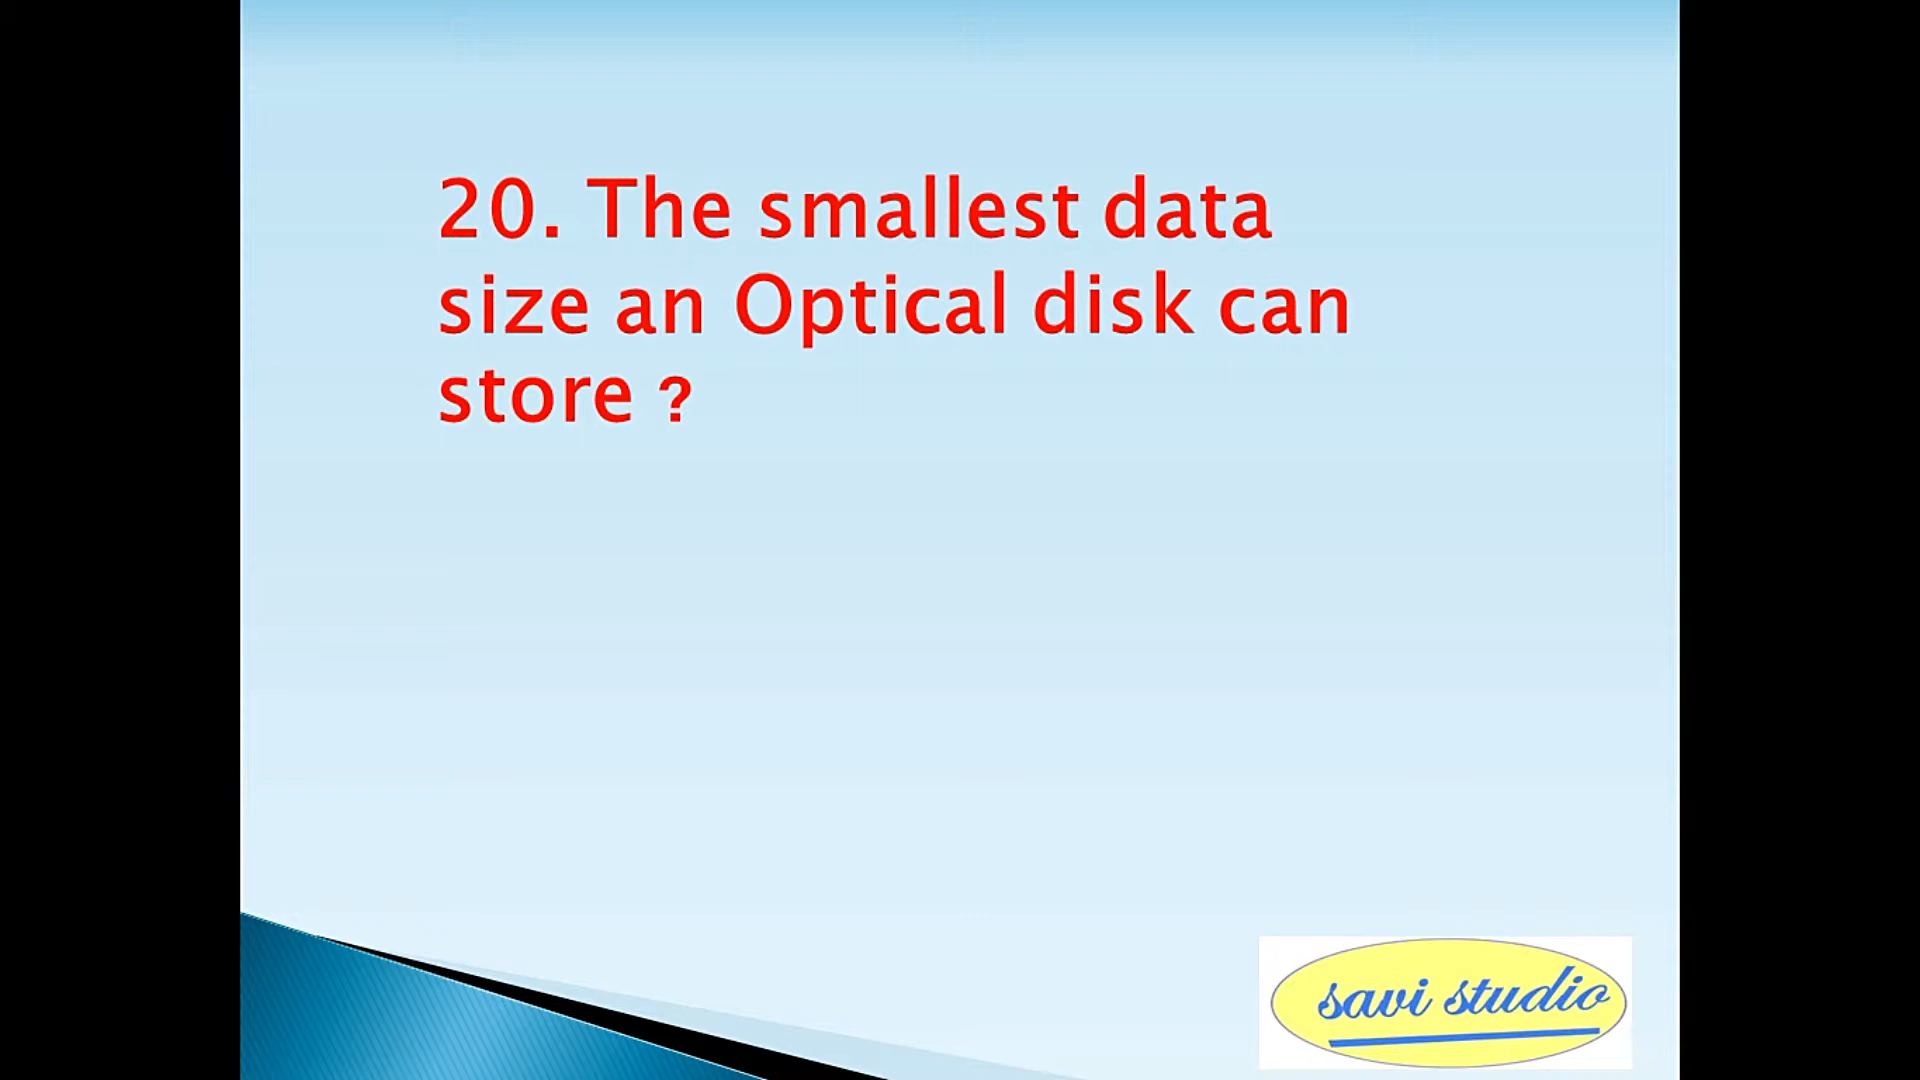 20. The smallest data
size an Optical disk can
store ?
savi studio